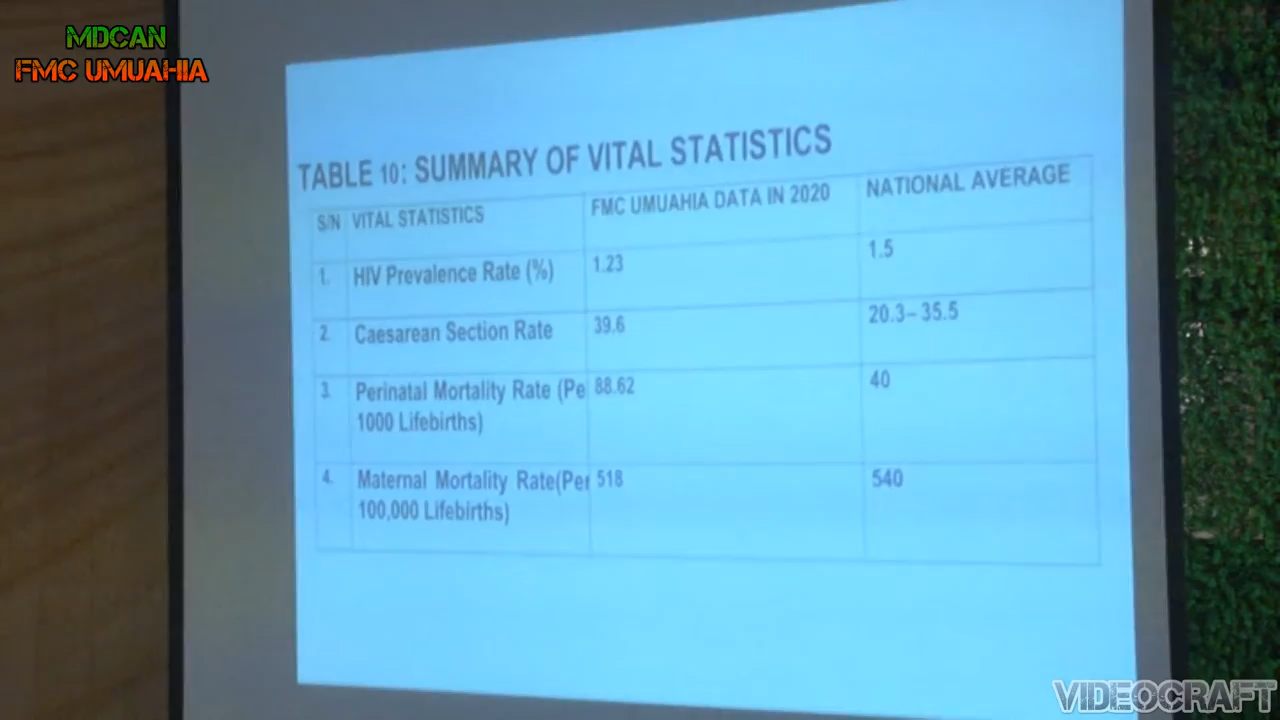 MDCAN
FMC UMUAHIA
TABLE 10: SUMMARY OF VITAL STATISTICS
S/N VITAL STATISTICS FMC UMUAHIA DATA IN 2020 NATIONAL AVERAGE
1. HIV Prevalence Rate (%) 1.23 1.5
2. Caesarean Section Rate 39.6 20.3– 35.5
3. Perinatal Mortality Rate (Pe 88.62 40
1000 Lifebirths)
4. Maternal Mortality Rate(Per 518 540
100,000 Lifebirths)
VIDEOCRAFT